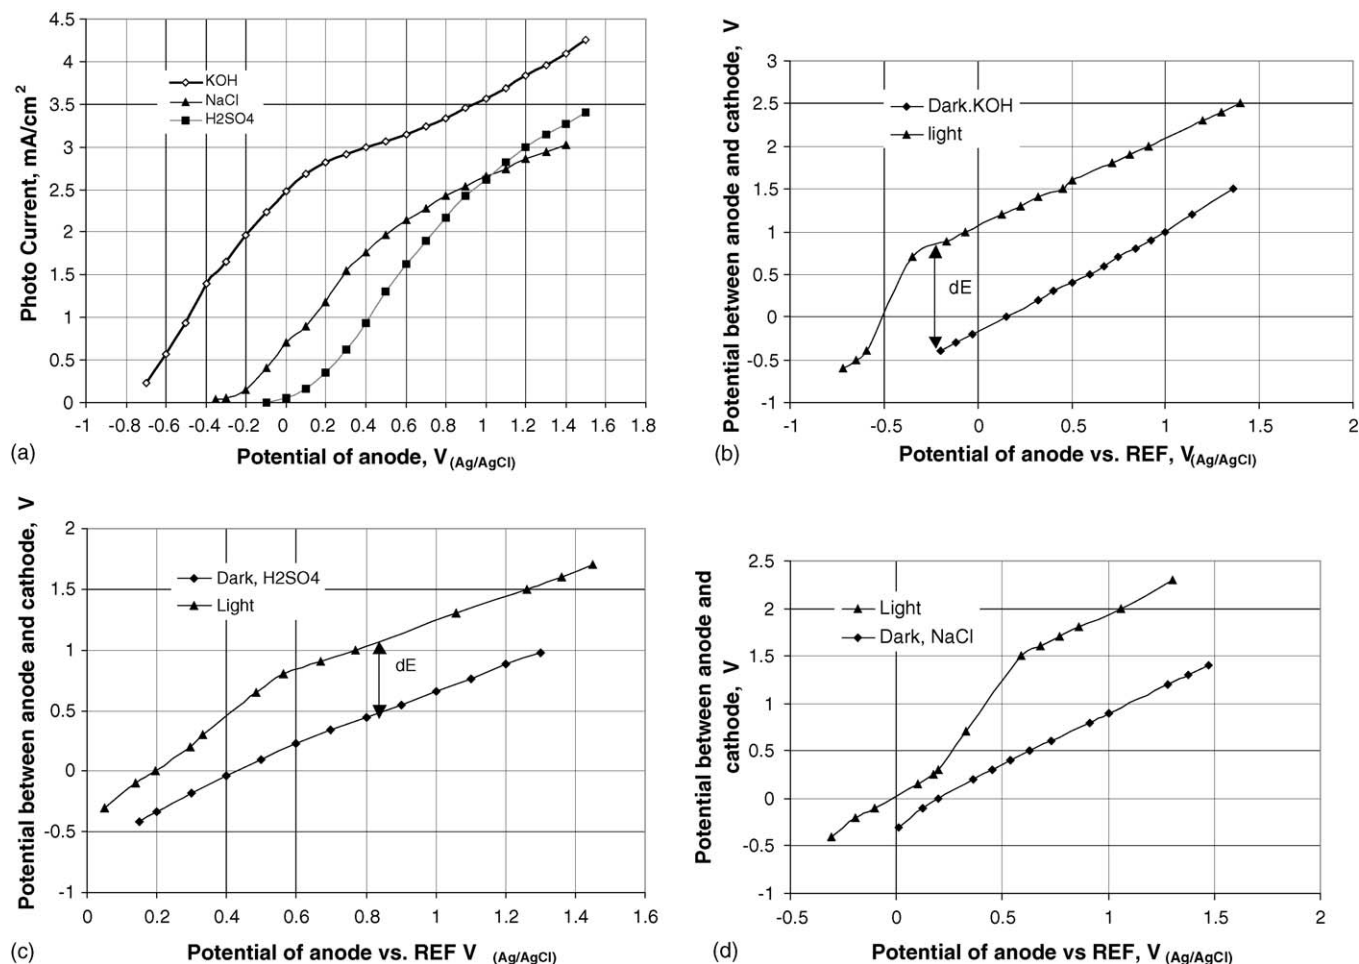 4.5
4
3.5
3
2.5
2
1.5
1
0.5
0
Photo Current, mA/cm²
KOH
NaCl
H2SO4
-1 -0.8 -0.6 -0.4 -0.2 0 0.2 0.4 0.6 0.8 1 1.2 1.4 1.6 1.8
Potential of anode, V(Ag/AgCl)
(a)
Potential between anode and cathode, V
3
2.5
2
1.5
1
0.5
0
-0.5
-1
Dark.KOH
light
dE
-1 -0.5 0 0.5 1 1.5 2
Potential of anode vs. REF, V(Ag/AgCl)
(b)
Potential between anode and cathode, V
2
1.5
1
0.5
0
-0.5
-1
Dark, H2SO4
Light
dE
0 0.2 0.4 0.6 0.8 1 1.2 1.4 1.6
Potential of anode vs. REF V (Ag/AgCl)
(c)
Potential between anode and
cathode, V
2.5
2
1.5
1
0.5
0
-0.5
-1
Light
Dark, NaCl
-0.5 0 0.5 1 1.5 2
Potential of anode vs REF, V (Ag/AgCl)
(d)